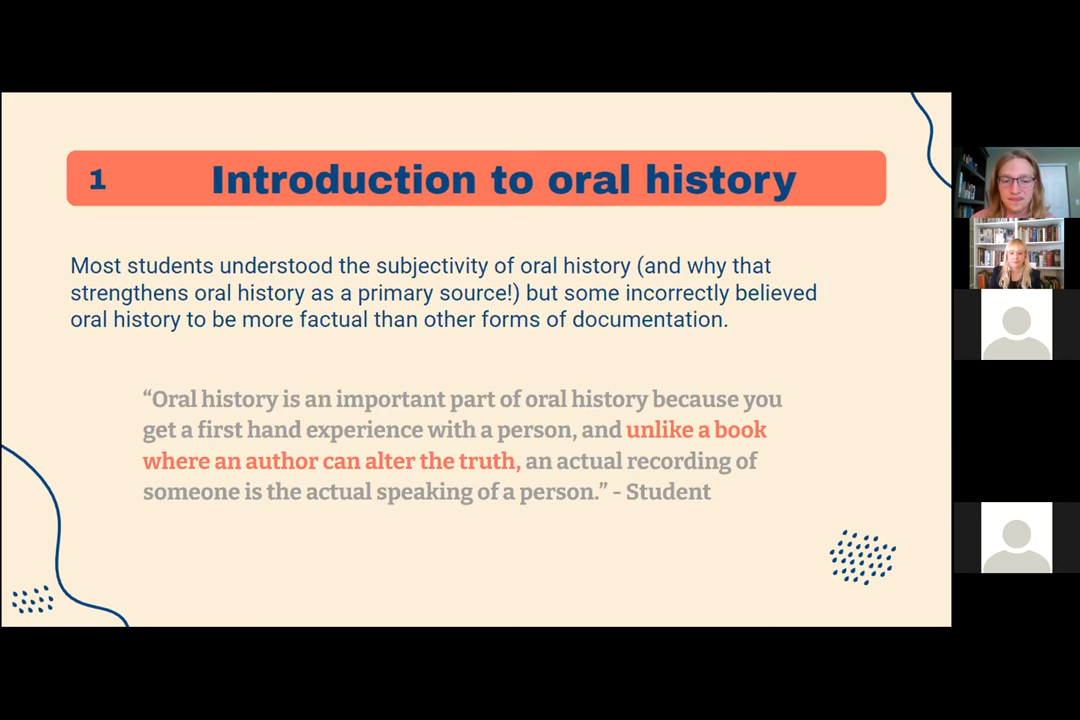 1 Introduction to oral history
Most students understood the subjectivity of oral history (and why that
strengthens oral history as a primary source!) but some incorrectly believed
oral history to be more factual than other forms of documentation.
“Oral history is an important part of oral history because you
get a first hand experience with a person, and unlike a book
where an author can alter the truth, an actual recording of
someone is the actual speaking of a person.” - Student